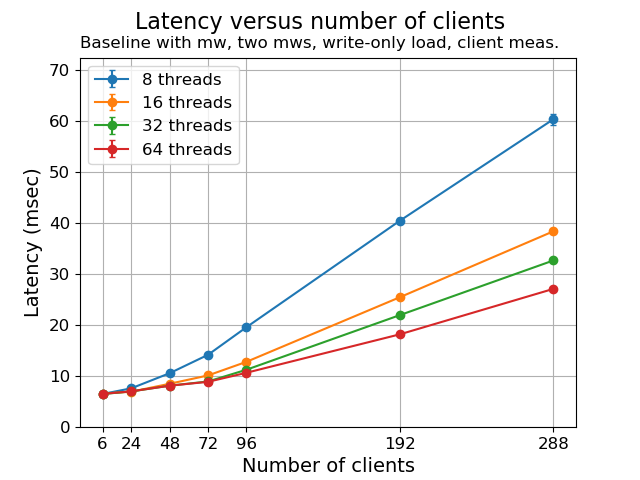 Latency versus number of clients
Baseline with mw, two mws, write-only load, client meas.
8 threads
16 threads
32 threads
64 threads
Latency (msec)
70
60
50
40
30
20
10
0
6 24 48 72 96 192 288
Number of clients